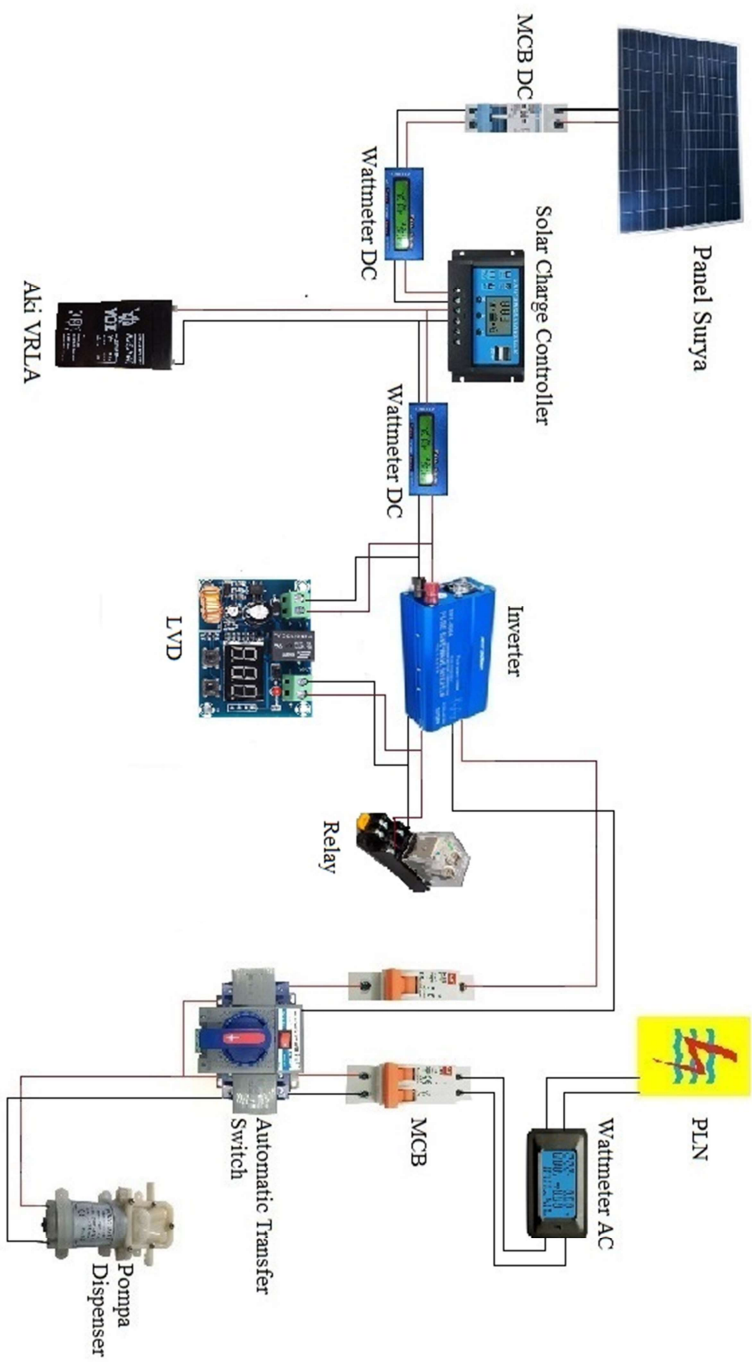 Panel Surya
MCB DC
Wattmeter DC
Solar Charge Controller
Aki VRLA
Wattmeter DC
Inverter
LVD
Relay
PLN
Wattmeter AC
MCB
Automatic Transfer
Switch
Pompa
Dispenser